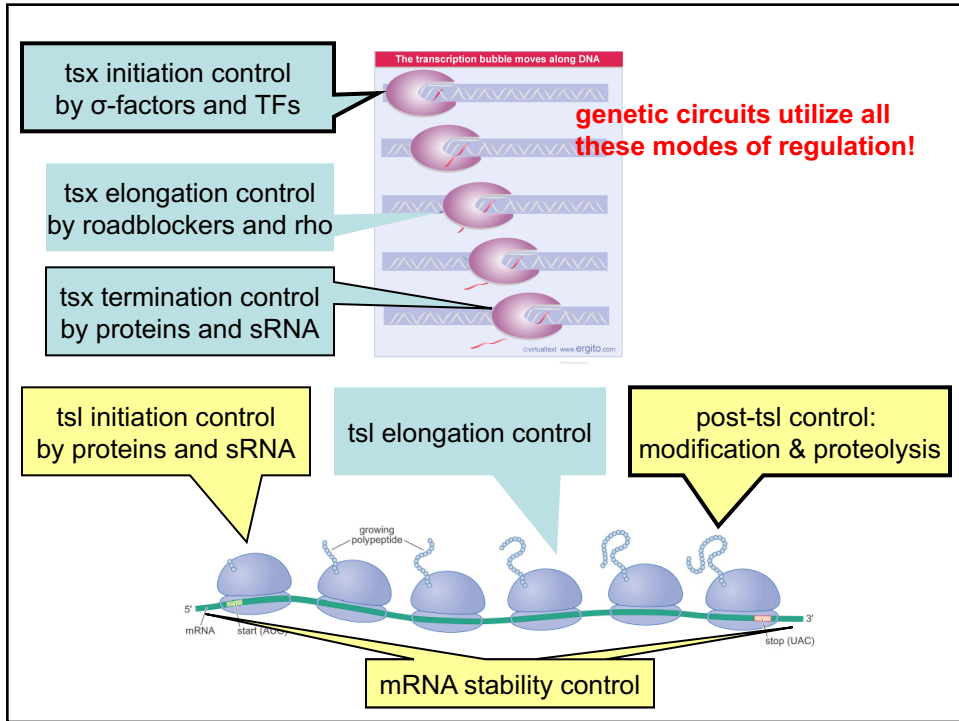 tsx initiation control
by σ-factors and TFs
The transcription bubble moves along DNA
genetic circuits utilize all
these modes of regulation!
tsx elongation control
by roadblockers and rho
tsx termination control
by proteins and sRNA
©virtualtext www.ergito.com
tsl initiation control
by proteins and sRNA
tsl elongation control
post-tsl control:
modification & proteolysis
growing
polypeptide
5'
3'
mRNA
start (AUG)
stop (UAC)
mRNA stability control